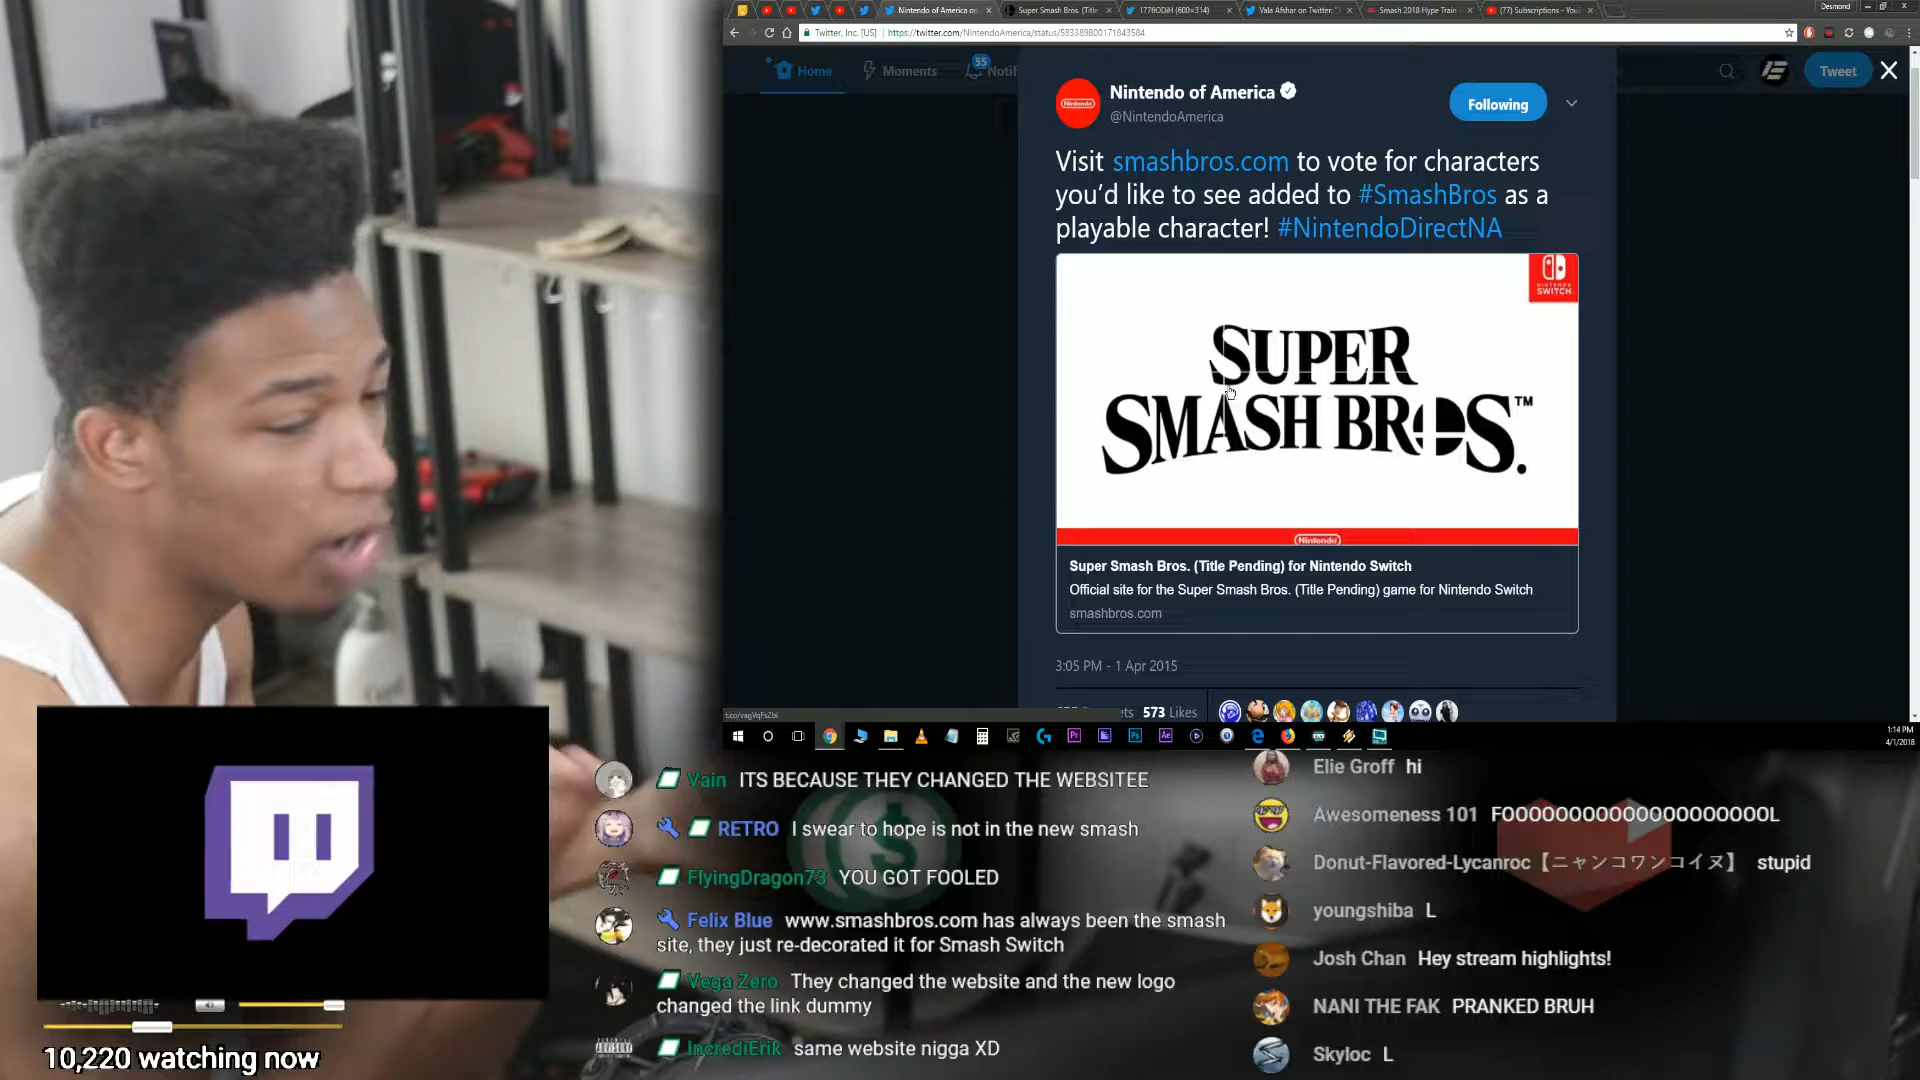 Nintendo of America on
Super Smash Bros. (Title
1776ODiH (600×314)
Vala Afshar on Twitter: "
Smash 2018 Hype Train
(77) Subscriptions - You
Desmond
Twitter, Inc. [US] | https://twitter.com/NintendoAmerica/status/583389800171843584
Home
Moments
55
Notif
Tweet
Nintendo of America
@NintendoAmerica
Following
Visit smashbros.com to vote for characters
you'd like to see added to #SmashBros as a
playable character! #NintendoDirectNA
NINTENDO
SWITCH
SUPER
SMASH BROS.™
Nintendo
Super Smash Bros. (Title Pending) for Nintendo Switch
Official site for the Super Smash Bros. (Title Pending) game for Nintendo Switch
smashbros.com
3:05 PM - 1 Apr 2015
573 Likes
1:14 PM
4/1/2018
Vain ITS BECAUSE THEY CHANGED THE WEBSITEE
RETRO I swear to hope is not in the new smash
FlyingDragon73 YOU GOT FOOLED
Felix Blue www.smashbros.com has always been the smash
site, they just re-decorated it for Smash Switch
Vega Zero They changed the website and the new logo
changed the link dummy
IncrediErik same website nigga XD
Elie Groff hi
Awesomeness 101 FOOOOOOOOOOOOOOOOOOOL
Donut-Flavored-Lycanroc【ニャンコワンコイヌ】 stupid
youngshiba L
Josh Chan Hey stream highlights!
NANI THE FAK PRANKED BRUH
Skyloc L
10,220 watching now